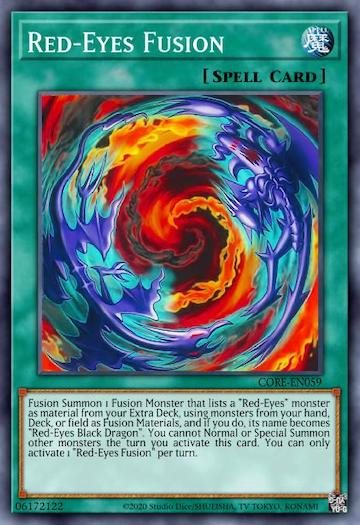 Red-Eyes Fusion
魔
[Spell Card]
CORE-EN059
Fusion Summon 1 Fusion Monster that lists a "Red-Eyes" monster
as material from your Extra Deck, using monsters from your hand,
Deck, or field as Fusion Materials, and if you do, its name becomes
"Red-Eyes Black Dragon". You cannot Normal or Special Summon
other monsters the turn you activate this card. You can only
activate 1 "Red-Eyes Fusion" per turn.
06172122
©2020 Studio Dice/SHUEISHA, TV TOKYO, KONAMI